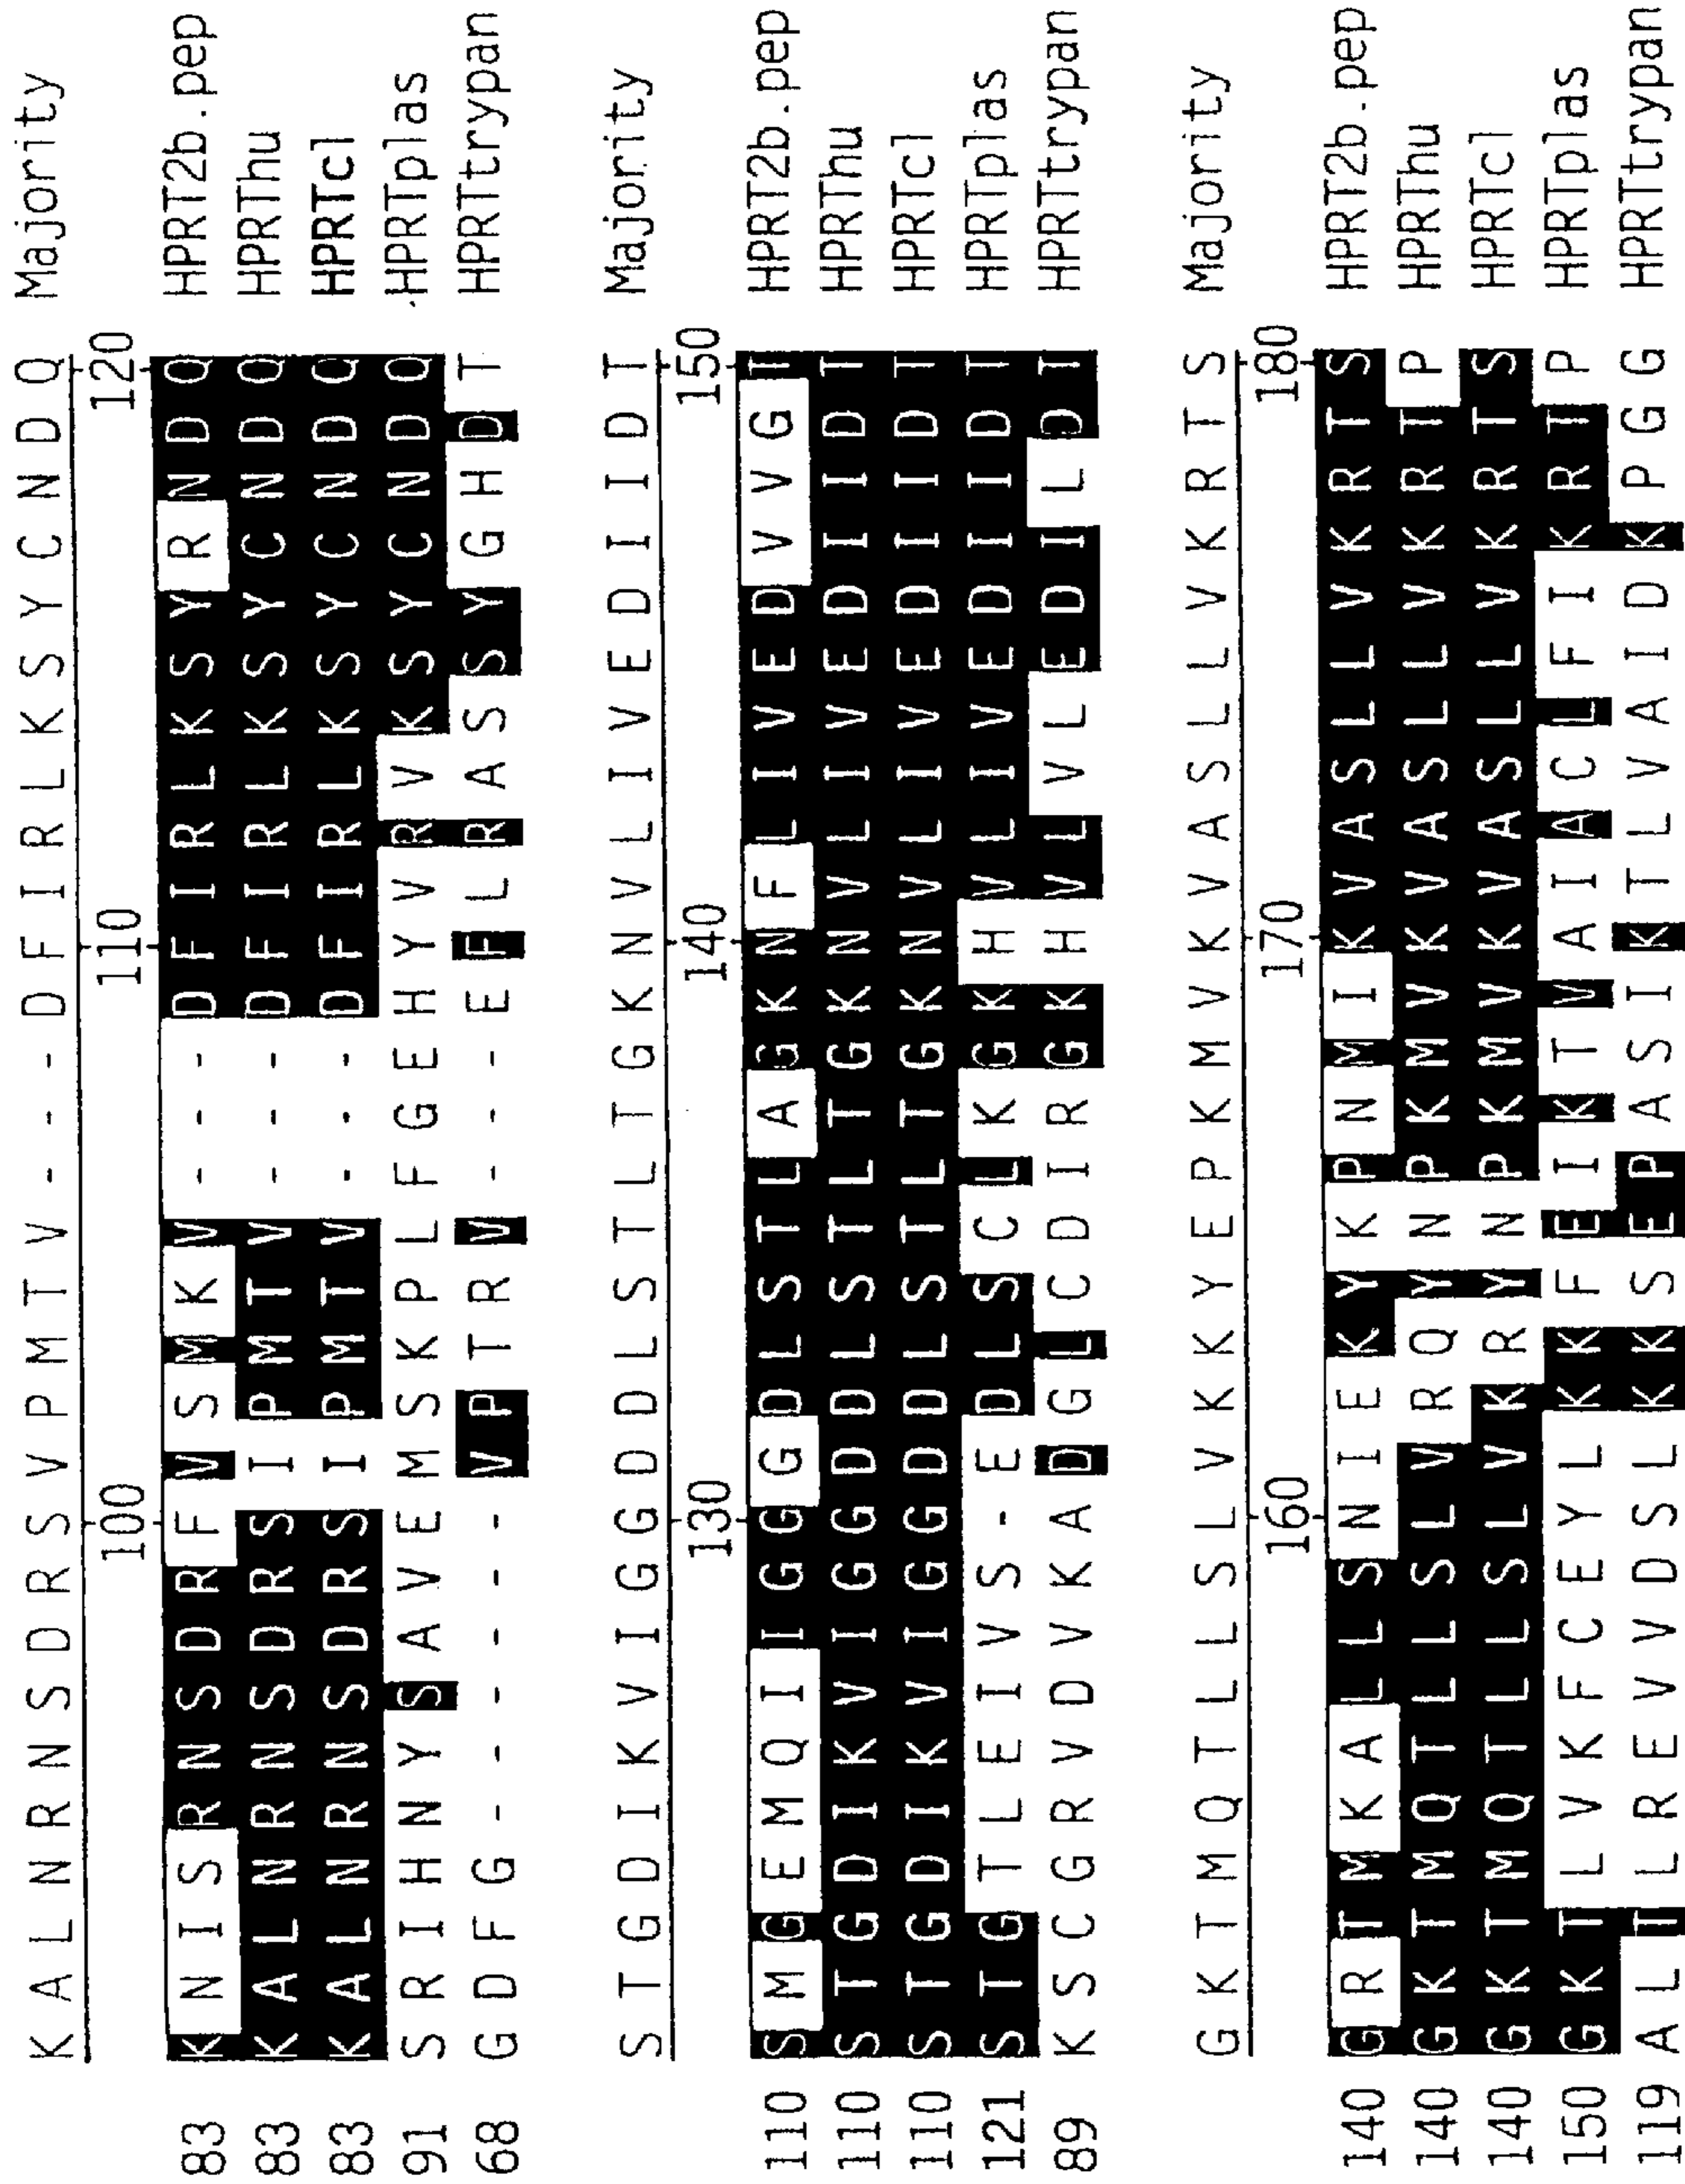 K A L N R N S D R S V P M T V - - - D F I R L K S Y C N D Q Majority
100 110 120
83 K N I S R N S D R F V S M K V - - - D F I R L K S Y R N D Q HPRT2b.pep
83 K A L N R N S D R S I P M T V - - - D F I R L K S Y C N D Q HPRThu
83 K A L N R N S D R S I P M T V - - - D F I R L K S Y C N D Q HPRTcl
91 S R I H N Y S A V E M S K P L F G E H Y V R V K S Y C N D Q HPRTplas
68 G D F G - - - - - - V P T R V - - - E F L R A S S Y G H D T HPRTtrypan
S T G D I K V I G G D D L S T L T G K N V L I V E D I I D T Majority
130 140 150
110 S M G E M Q I I G G G D L S T L A G K N F L I V E D V V G T HPRT2b.pep
110 S T G D I K V I G G D D L S T L T G K N V L I V E D I I D T HPRThu
110 S T G D I K V I G G D D L S T L T G K N V L I V E D I I D T HPRTcl
121 S T G T L E I V S - E D L S C L K G K H V L I V E D I I D T HPRTplas
89 K S C G R V D V K A D G L C D I R G K H V L V L E D I L D T HPRTtrypan
G K T M Q T L L S L V K K Y E P K M V K V A S L L V K R T S Majority
160 170 180
140 G R T M K A L L S N I E K Y K P N M I K V A S L L V K R T S HPRT2b.pep
140 G K T M Q T L L S L V R Q Y N P K M V K V A S L L V K R T P HPRThu
140 G K T M Q T L L S L V K R Y N P K M V K V A S L L V K R T S HPRTcl
150 G K T L V K F C E Y L K K F E I K T V A I A C L F I K R T P HPRTplas
119 A L T L R E V V D S L K K S E P A S I K T L V A I D K P G G HPRTtrypan